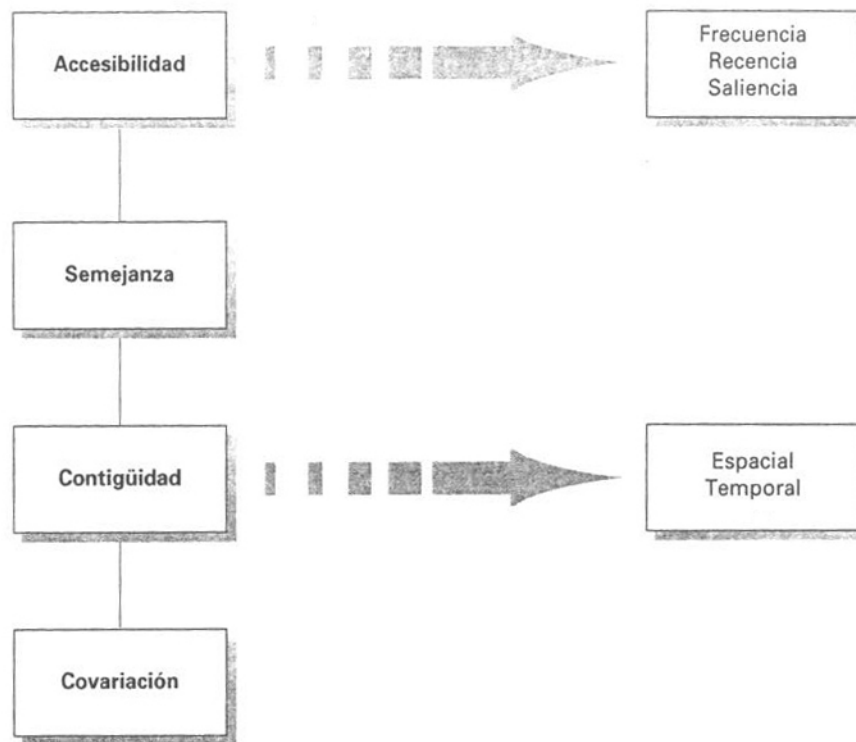 Accesibilidad
Frecuencia
Recencia
Saliencia
Semejanza
Contigüidad
Espacial
Temporal
Covariación